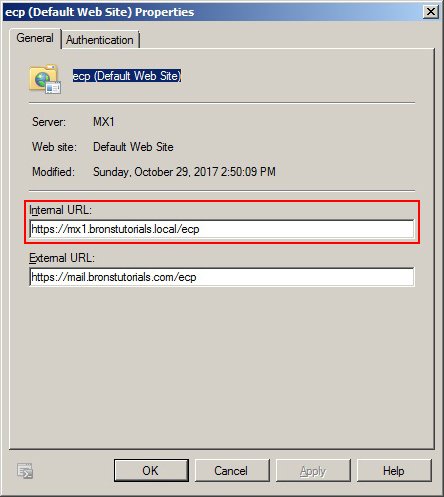 ecp (Default Web Site) Properties
General Authentication
ecp (Default Web Site)
Server: MX1
Web site: Default Web Site
Modified: Sunday, October 29, 2017 2:50:09 PM
Internal URL:
https://mx1.bronstutorials.local/ecp
External URL:
https://mail.bronstutorials.com/ecp
OK Cancel Apply Help